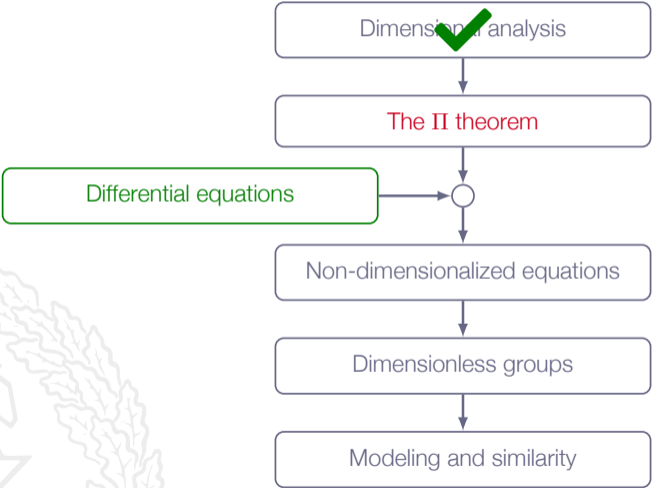 Dimensional analysis
The Π theorem
Differential equations
Non-dimensionalized equations
Dimensionless groups
Modeling and similarity